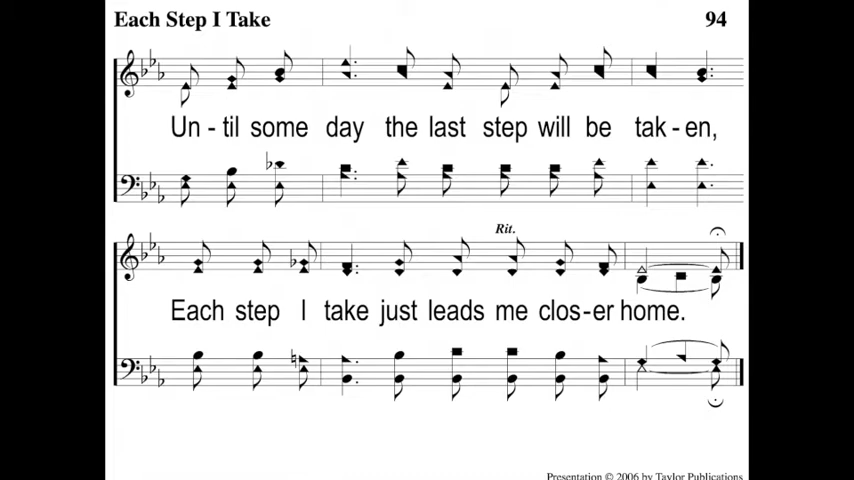 Each Step I Take 94
Un - til some day the last step will be tak - en,
Rit.
Each step I take just leads me clos - er home.
Presentation © 2006 by Taylor Publications